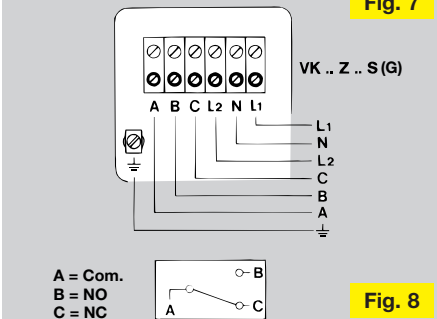 Fig. 7
VK .. Z .. S (G)
A B C L2 N L1
L1
N
L2
C
B
A
A = Com.
B = NO
C = NC
B
A
C
Fig. 8